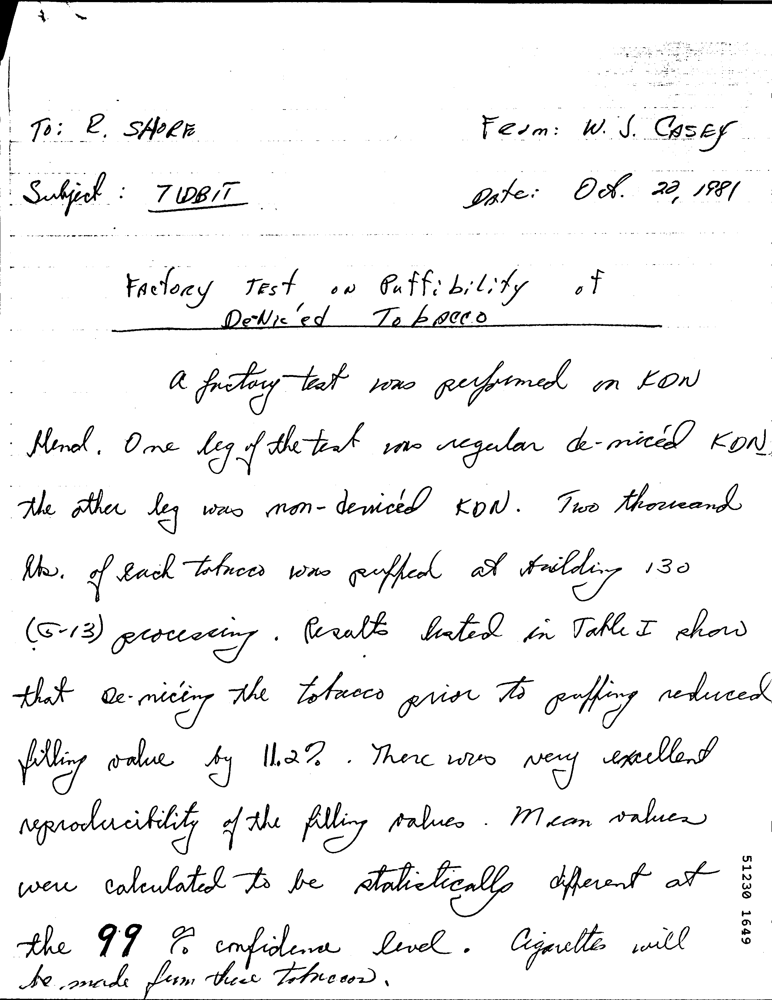 To: R. SHORE From: W. J. CASEY
Subject: TIDBIT Date: Oct. 22, 1981
Factory Test on Puffibility of
De-Nic'ed Tobacco
A factory test was performed on KDN
Blend. One leg of the test was regular de-niced KDN
the other leg was non-deniced KDN. Two thousand
lbs. of each tobacco was puffed at Building 130
(G-13) processing. Results listed in Table I show
that De-nicing the tobacco prior to puffing reduced
filling value by 11.2%. There was very excellent
reproducibility of the filling values. Mean values
were calculated to be statistically different at
the 99 % confidence level. Cigarettes will
be made from these tobaccos.
51230 1649